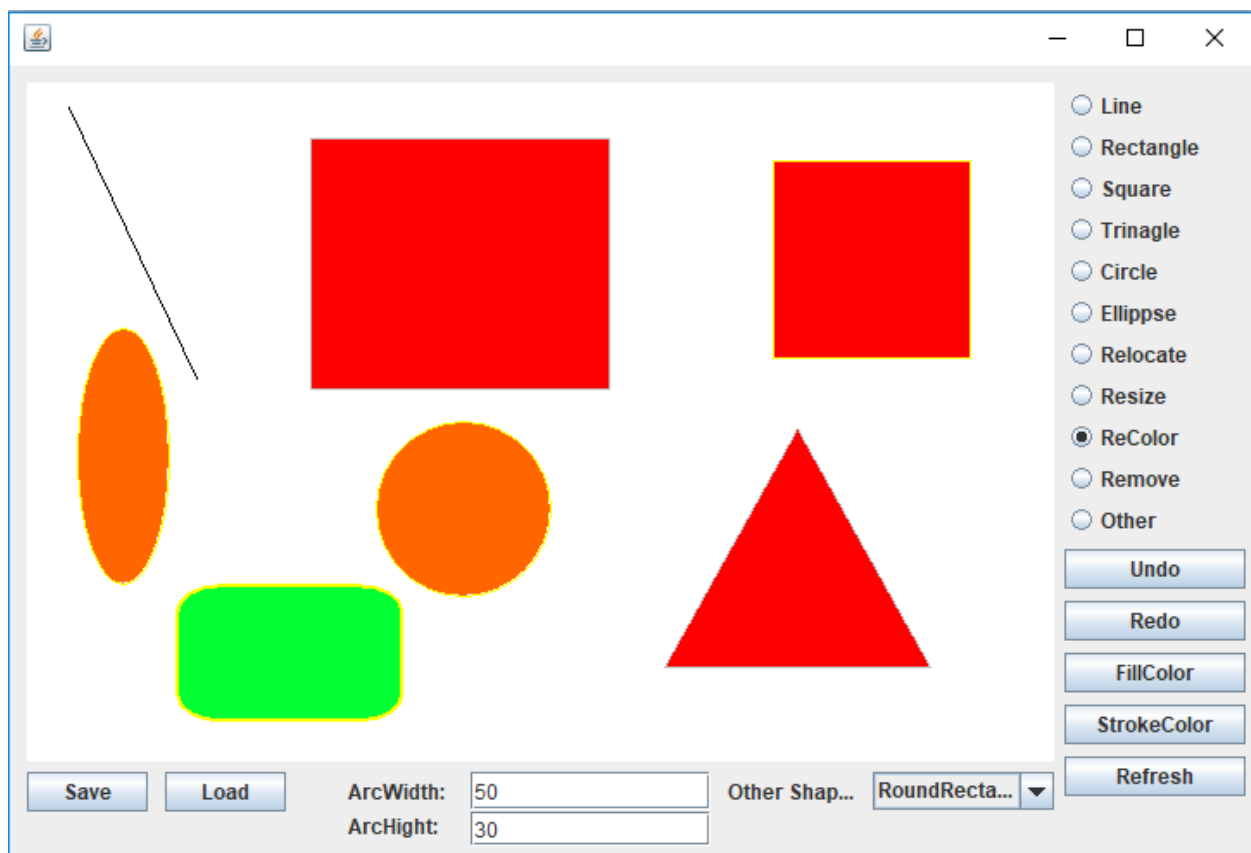 Line
Rectangle
Square
Trinagle
Circle
Ellippse
Relocate
Resize
ReColor
Remove
Other
Undo
Redo
FillColor
StrokeColor
Refresh
Save Load ArcWidth: 50 Other Shap... RoundRecta...
ArcHight: 30